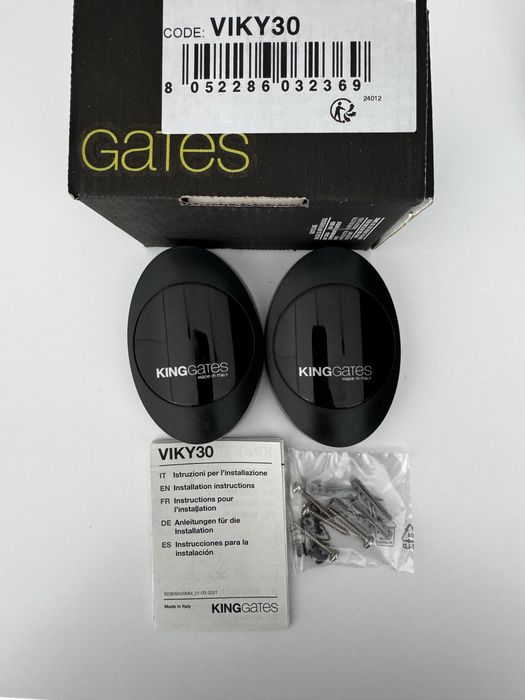 CODE: VIKY30
8 052286 032369
24012
GATES
KINGGATES
MADE IN ITALY
KINGGATES
MADE IN ITALY
VIKY30
IT Istruzioni per l'installazione
EN Installation instructions
FR Instructions pour
l'installation
DE Anleitungen für die
Installation
ES Instrucciones para la
instalación
Made in Italy
KINGGATES